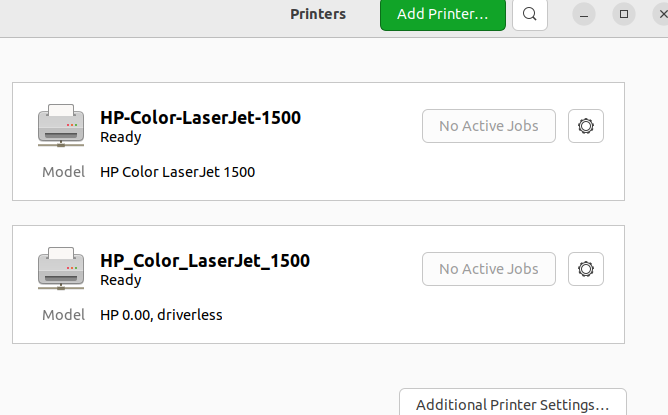 Printers
Add Printer…
HP-Color-LaserJet-1500
Ready
No Active Jobs
Model HP Color LaserJet 1500
HP_Color_LaserJet_1500
Ready
No Active Jobs
Model HP 0.00, driverless
Additional Printer Settings…